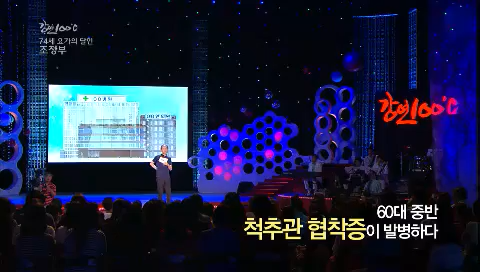 강연100℃
74세 요가의 달인
조정부
강연100℃
60대 중반
척추관 협착증이 발병하다